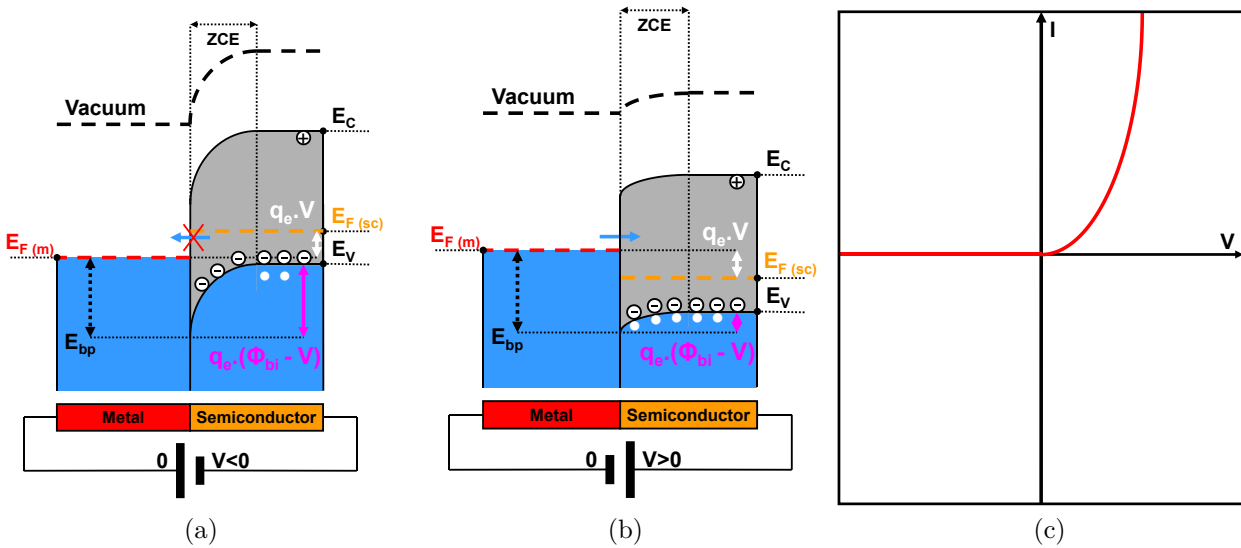 ZCE
Vacuum
E_C
q_e.V
E_F (sc)
E_F (m)
E_V
E_bp
q_e.(Φ_bi - V)
Metal
Semiconductor
0
V<0
(a)
ZCE
Vacuum
E_C
E_F (m)
q_e.V
E_F (sc)
E_V
E_bp
q_e.(Φ_bi - V)
Metal
Semiconductor
0
V>0
(b)
I
V
(c)